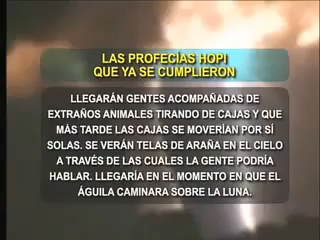 LAS PROFECÍAS HOPI
QUE YA SE CUMPLIERON
LLEGARÁN GENTES ACOMPAÑADAS DE
EXTRAÑOS ANIMALES TIRANDO DE CAJAS Y QUE
MÁS TARDE LAS CAJAS SE MOVERÍAN POR SÍ
SOLAS. SE VERÁN TELAS DE ARAÑA EN EL CIELO
A TRAVÉS DE LAS CUALES LA GENTE PODRÍA
HABLAR. LLEGARÍA EN EL MOMENTO EN QUE EL
ÁGUILA CAMINARA SOBRE LA LUNA.